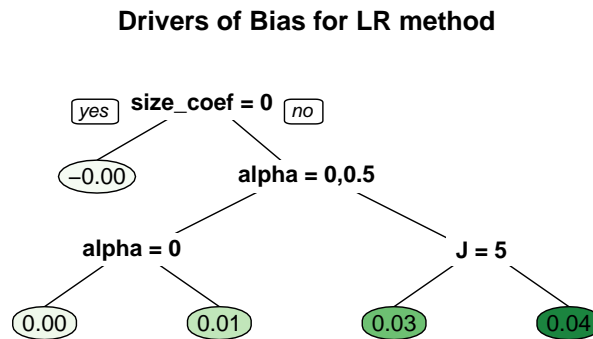 Drivers of Bias for LR method
yes size_coef = 0 no
−0.00 alpha = 0,0.5
alpha = 0 J = 5
0.00 0.01 0.03 0.04